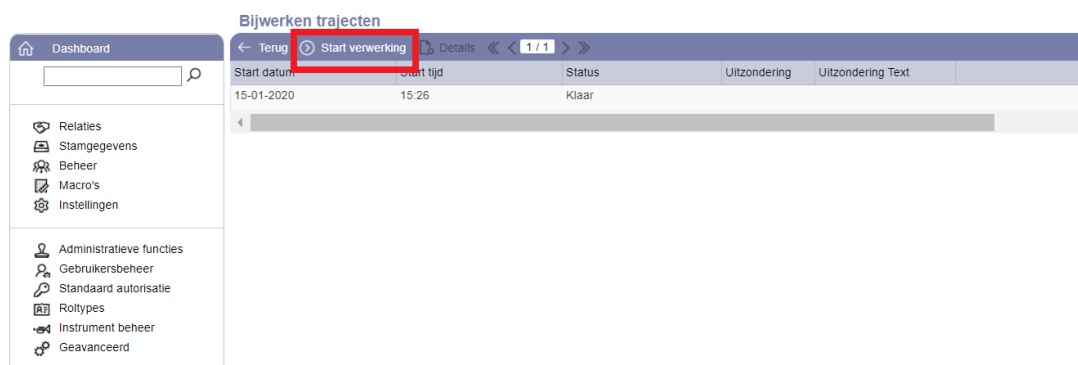 Bijwerken trajecten
Dashboard
Terug Start verwerking Details 1 / 1
Start datum Start tijd Status Uitzondering Uitzondering Text
15-01-2020 15:26 Klaar
Relaties
Stamgegevens
Beheer
Macro's
Instellingen
Administratieve functies
Gebruikersbeheer
Standaard autorisatie
Roltypes
Instrument beheer
Geavanceerd